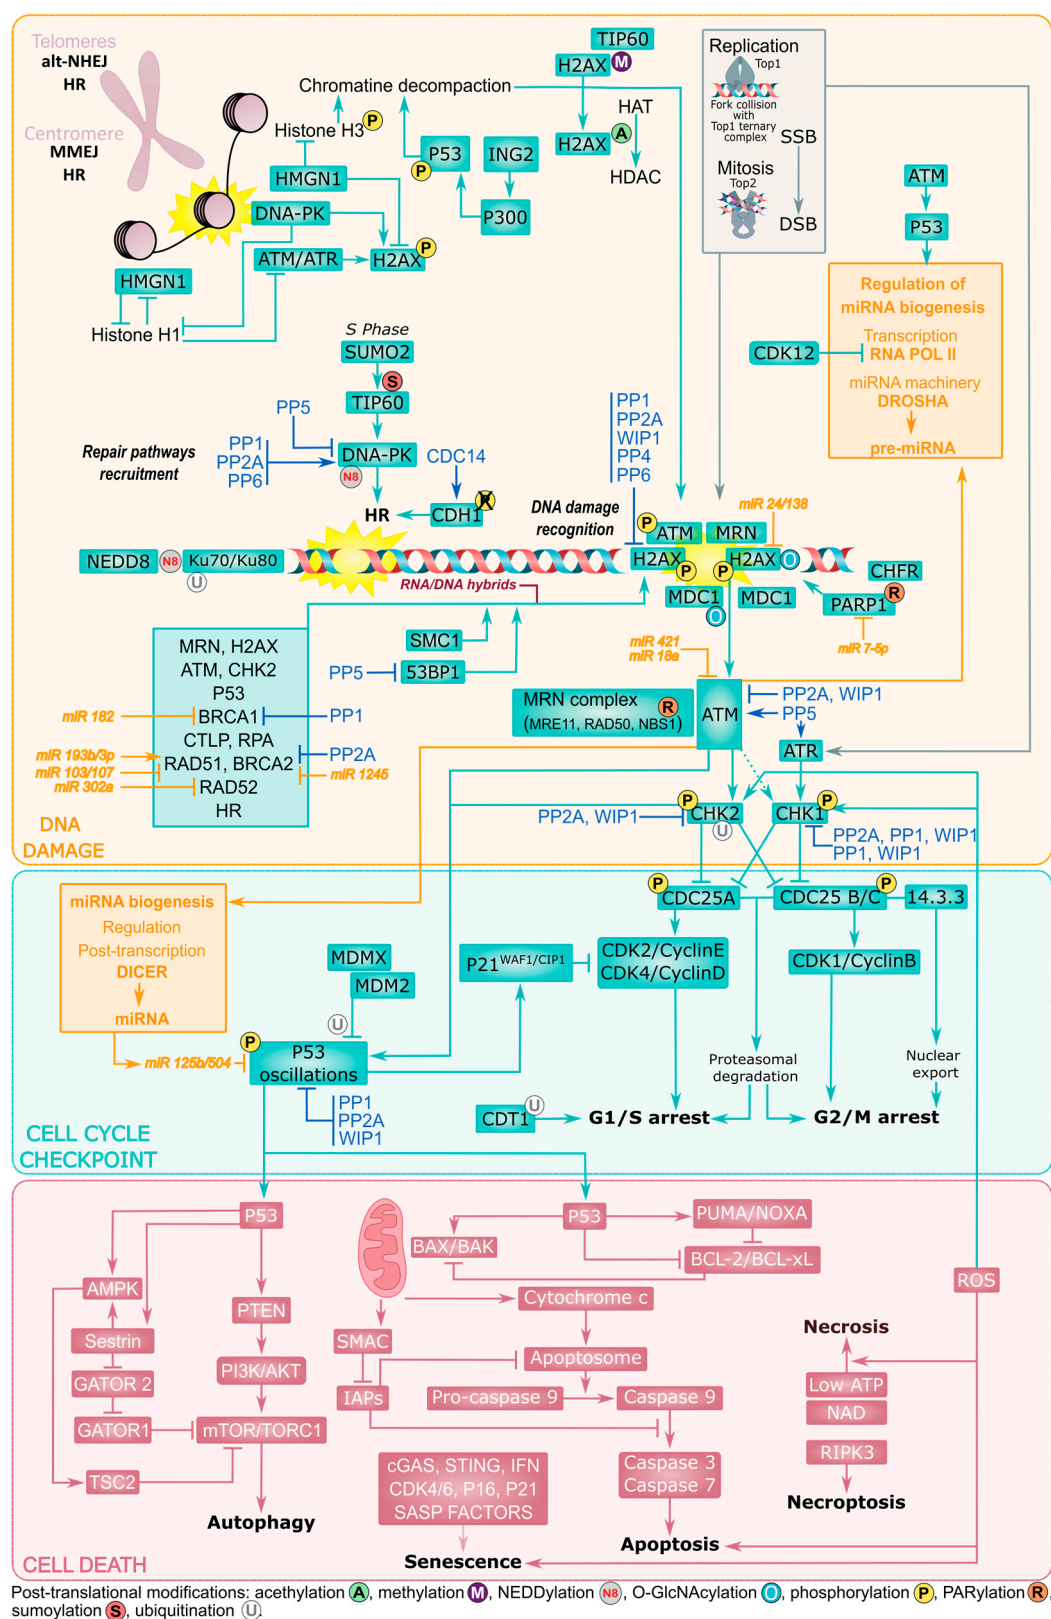 Telomeres
alt-NHEJ
HR
Centromere
MMEJ
HR
Chromatine decompaction
Histone H3
P
HMGN1
DNA-PK
ATM/ATR
H2AX
P
HMGN1
Histone H1
TIP60
H2AX
M
H2AX
A
HAT
HDAC
P53
P
ING2
P300
Replication
Top1
Fork collision
with
Top1 ternary
complex
SSB
Mitosis
Top2
DSB
ATM
P53
Regulation of
miRNA biogenesis
Transcription
RNA POL II
miRNA machinery
DROSHA
pre-miRNA
CDK12
S Phase
SUMO2
S
TIP60
PP5
Repair pathways
recruitment
PP1
PP2A
PP6
DNA-PK
N8
CDC14
HR
CDH1
P
PP1
PP2A
WIP1
PP4
PP6
DNA damage
recognition
miR 24/138
P
ATM
MRN
NEDD8
N8
Ku70/Ku80
U
H2AX
P
P
H2AX
O
RNA/DNA hybrids
MDC1
O
MDC1
CHFR
R
PARP1
miR 7-5p
MRN, H2AX
ATM, CHK2
P53
BRCA1
CTLP, RPA
RAD51, BRCA2
RAD52
HR
miR 182
miR 193b/3p
miR 103/107
miR 302a
PP1
PP2A
miR 1245
SMC1
PP5
53BP1
miR 421
miR 18a
MRN complex
R
(MRE11, RAD50, NBS1)
ATM
PP2A, WIP1
PP5
ATR
PP2A, WIP1
P
CHK2
U
CHK1
P
PP2A, PP1, WIP1
PP1, WIP1
DNA
DAMAGE
miRNA biogenesis
Regulation
Post-transcription
DICER
miRNA
miR 125b/504
MDMX
MDM2
U
P
P53
oscillations
PP1
PP2A
WIP1
P21WAF1/CIP1
P
CDC25A
CDC25 B/C
P
14.3.3
CDK2/CyclinE
CDK4/CyclinD
CDK1/CyclinB
Proteasomal
degradation
Nuclear
export
CDT1
U
G1/S arrest
G2/M arrest
CELL CYCLE
CHECKPOINT
P53
AMPK
PTEN
Sestrin
GATOR 2
PI3K/AKT
GATOR1
mTOR/TORC1
TSC2
Autophagy
P53
PUMA/NOXA
BAX/BAK
BCL-2/BCL-xL
Cytochrome c
SMAC
Apoptosome
IAPs
Pro-caspase 9
Caspase 9
Caspase 3
Caspase 7
cGAS, STING, IFN
CDK4/6, P16, P21
SASP FACTORS
Senescence
Apoptosis
ROS
Necrosis
Low ATP
NAD
RIPK3
Necroptosis
CELL DEATH
Post-translational modifications: acethylation A, methylation M, NEDDylation N8, O-GlcNAcylation O, phosphorylation P, PARylation R,
sumoylation S, ubiquitination U.